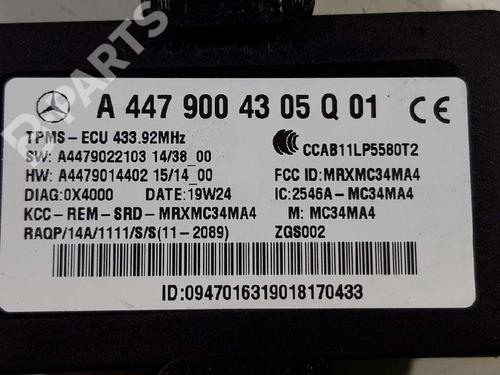 A 447 900 43 05 Q 01 CE
TPMS-ECU 433.92MHz
SW: A4479022103 14/38_00 CCAB11LP5580T2
HW: A4479014402 15/14_00 FCC ID: MRXMC34MA4
DIAG:0X4000 DATE:19W24 IC:2546A-MC34MA4
KCC-REM-SRD-MRXMC34MA4 M: MC34MA4
RAQP/14A/1111/S/S(11-2089) ZGS002
ID:0947016319018170433
B-PARTS